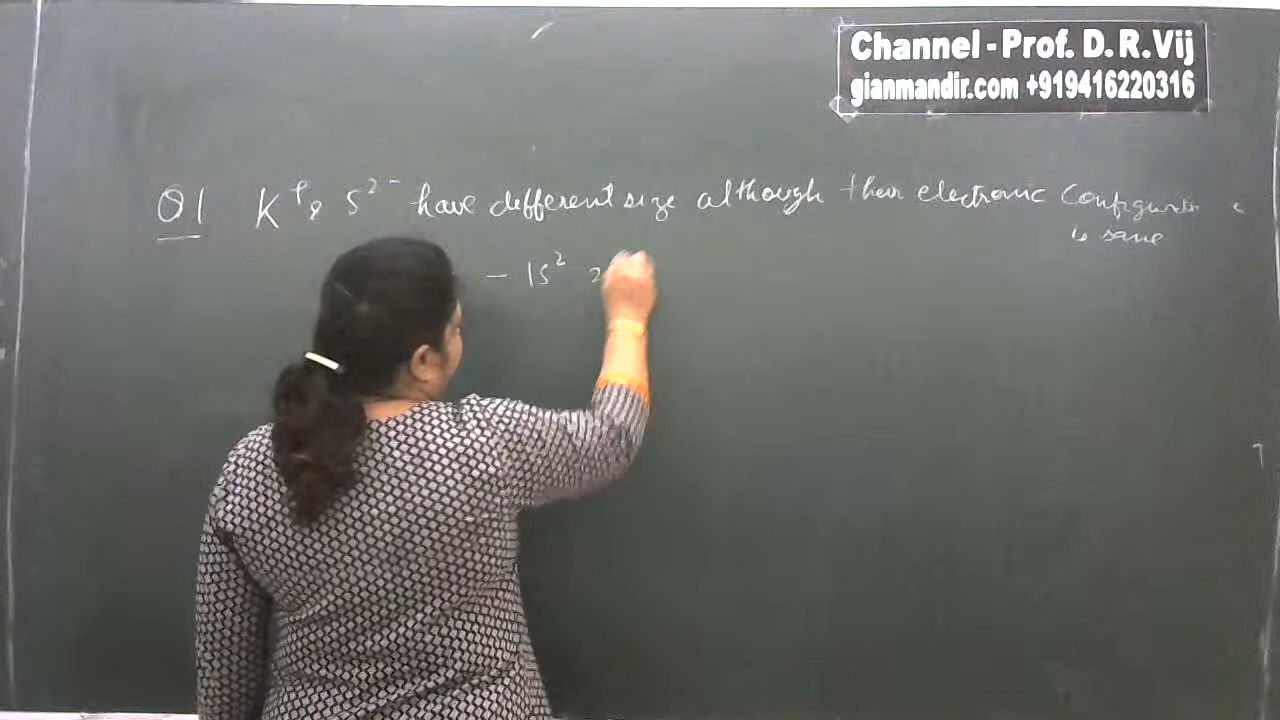 Channel - Prof. D. R. Vij
gianmandir.com +919416220316
Q1 K⁺ & S²⁻ have different size although their electronic Configuration
is same
- 1s² 2